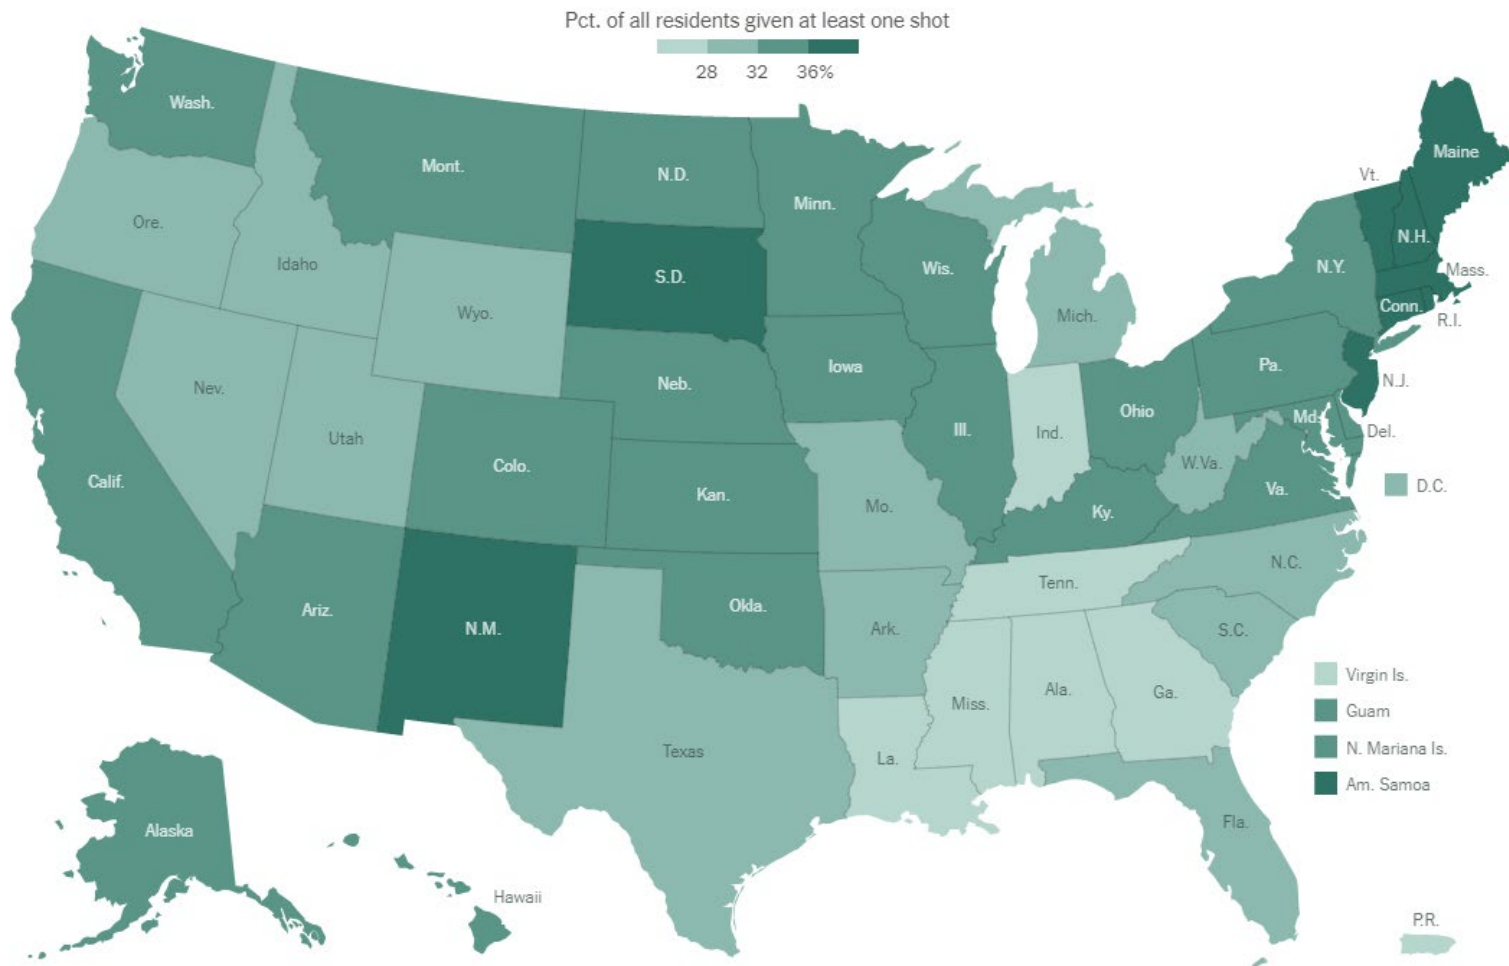 Pct. of all residents given at least one shot
28 32 36%
Wash.
Mont.
N.D.
Minn.
Maine
Vt.
Ore.
Idaho
S.D.
Wis.
N.H.
N.Y.
Mass.
Wyo.
Mich.
Conn.
R.I.
Nev.
Neb.
Iowa
Pa.
N.J.
Utah
Colo.
Ill.
Ind.
Ohio
Md.
Del.
Calif.
Kan.
Mo.
W.Va.
Va.
D.C.
Ky.
N.C.
Tenn.
Ariz.
N.M.
Okla.
Ark.
S.C.
Miss.
Ala.
Ga.
Virgin Is.
Guam
N. Mariana Is.
Am. Samoa
Texas
La.
Fla.
Alaska
Hawaii
P.R.